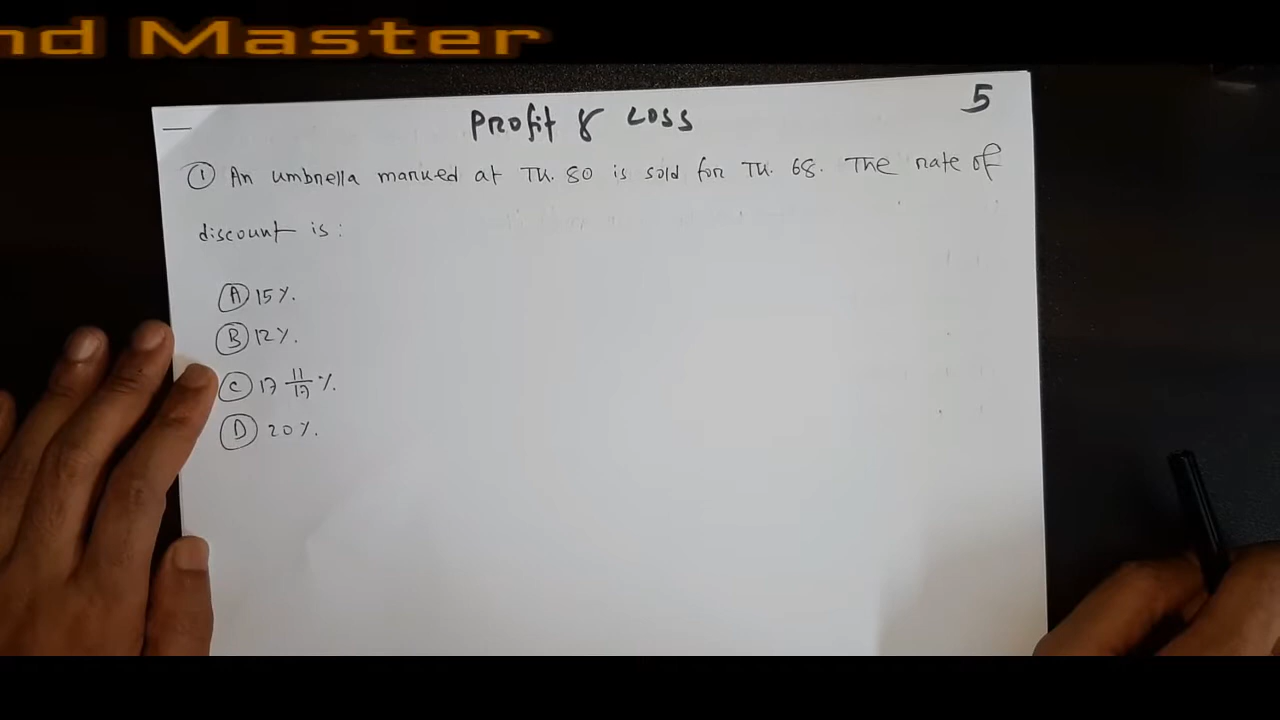 nd Master
Profit & Loss
5
① An umbrella marked at Tk. 80 is sold for Tk. 68. The rate of
discount is:
Ⓐ 15%.
Ⓑ 12%.
Ⓒ 17 11/17 %.
Ⓓ 20%.